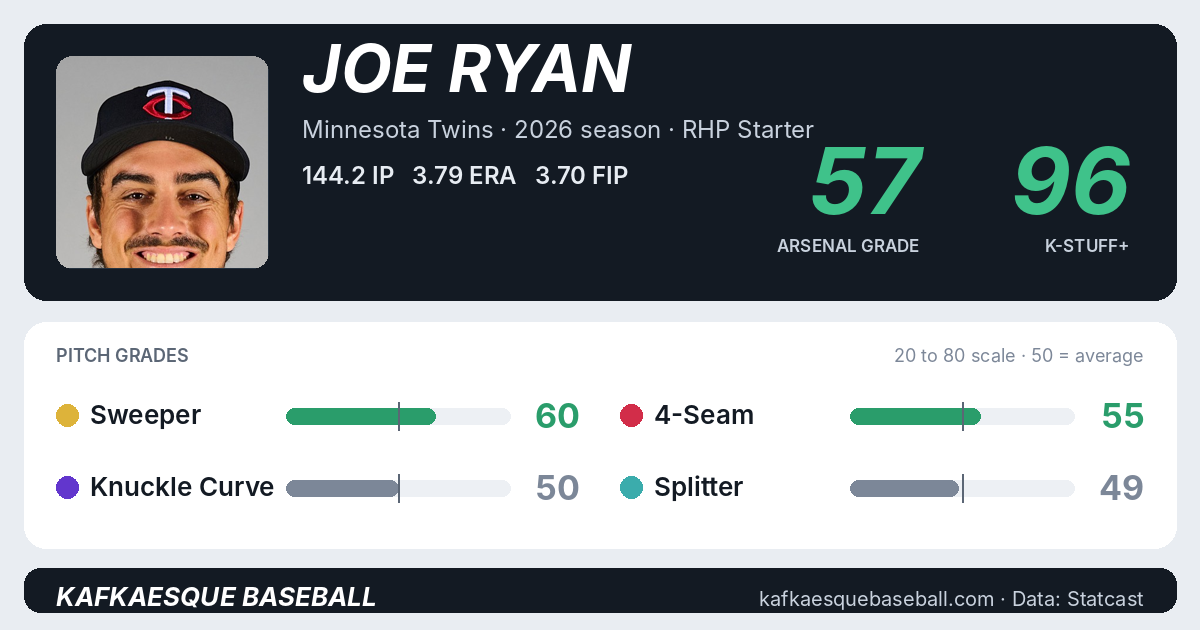 JOE RYAN
Minnesota Twins · 2026 season · RHP Starter
144.2 IP 3.79 ERA 3.70 FIP
57 96
ARSENAL GRADE K-STUFF+
PITCH GRADES 20 to 80 scale · 50 = average
Sweeper 60 4-Seam 55
Knuckle Curve 50 Splitter 49
KAFKAESQUE BASEBALL kafkaesquebaseball.com · Data: Statcast